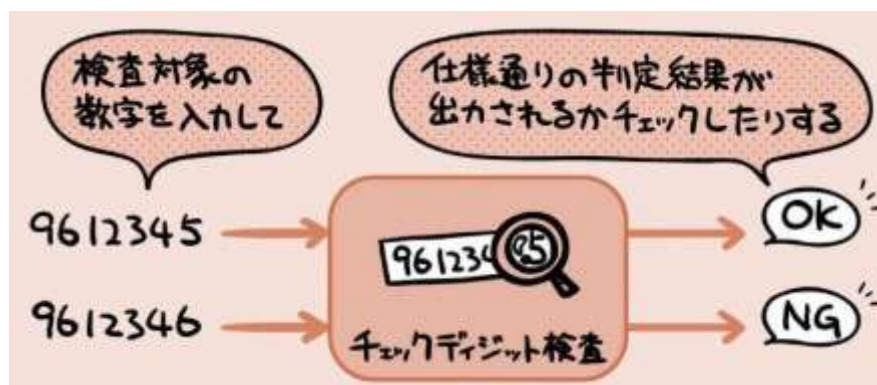 検査対象の
数字を入力して
仕様通りの判定結果が
出力されるかチェックしたりする
9612345
961234 5
OK
9612346
NG
チェックディジット検査